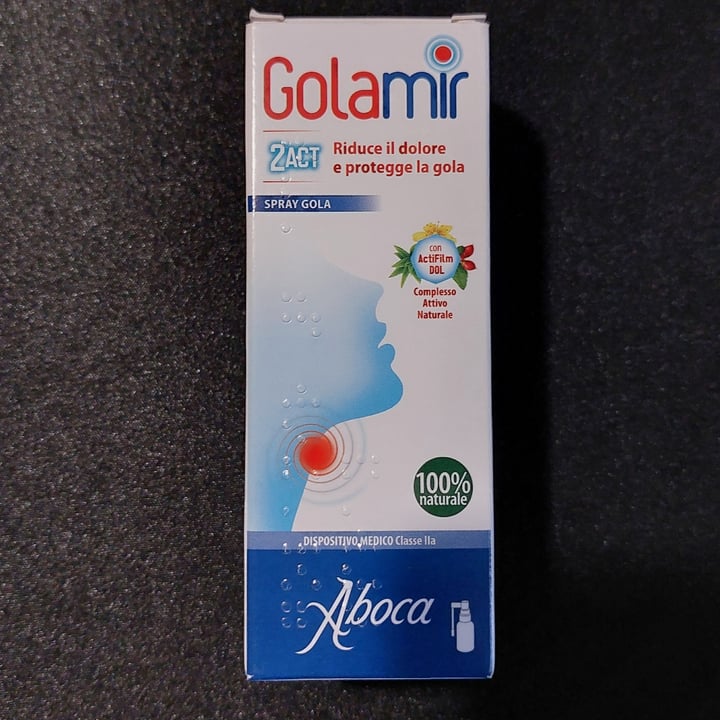 Golamir
2ACT
Riduce il dolore
e protegge la gola
SPRAY GOLA
con
ActiFilm
DOL
Complesso
Attivo
Naturale
100%
naturale
DISPOSITIVO MEDICO Classe IIa
Aboca